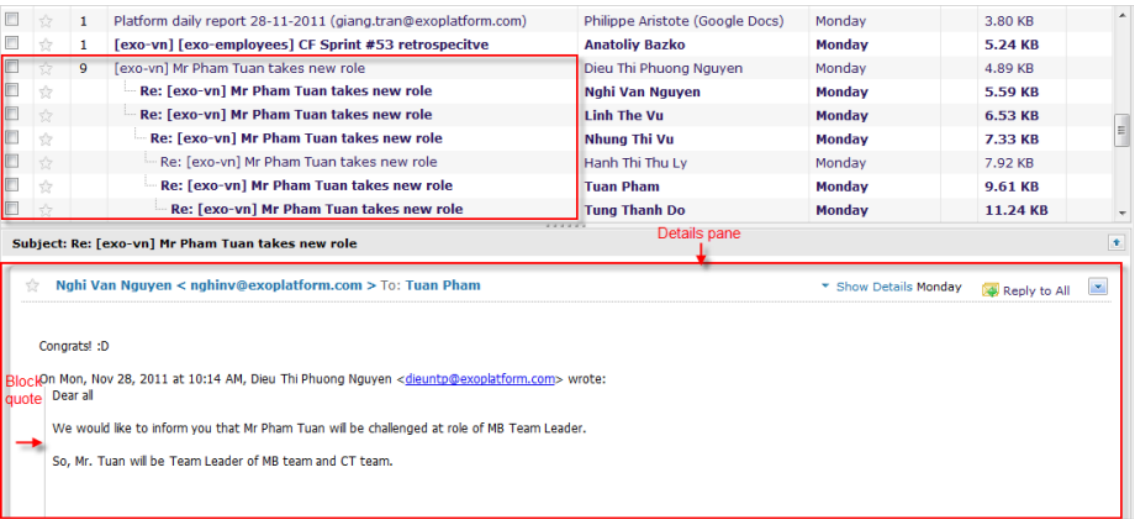 1 Platform daily report 28-11-2011 (giang.tran@exoplatform.com) Philippe Aristote (Google Docs) Monday 3.80 KB
1 [exo-vn] [exo-employees] CF Sprint #53 retrospecitve Anatoliy Bazko Monday 5.24 KB
9 [exo-vn] Mr Pham Tuan takes new role Dieu Thi Phuong Nguyen Monday 4.89 KB
Re: [exo-vn] Mr Pham Tuan takes new role Nghi Van Nguyen Monday 5.59 KB
Re: [exo-vn] Mr Pham Tuan takes new role Linh The Vu Monday 6.53 KB
Re: [exo-vn] Mr Pham Tuan takes new role Nhung Thi Vu Monday 7.33 KB
Re: [exo-vn] Mr Pham Tuan takes new role Hanh Thi Thu Ly Monday 7.92 KB
Re: [exo-vn] Mr Pham Tuan takes new role Tuan Pham Monday 9.61 KB
Re: [exo-vn] Mr Pham Tuan takes new role Tung Thanh Do Monday 11.24 KB
Details pane
Subject: Re: [exo-vn] Mr Pham Tuan takes new role
Nghi Van Nguyen < nghinv@exoplatform.com > To: Tuan Pham Show Details Monday Reply to All
Congrats! :D
On Mon, Nov 28, 2011 at 10:14 AM, Dieu Thi Phuong Nguyen <dieuntp@exoplatform.com> wrote:
Block
quote
Dear all
We would like to inform you that Mr Pham Tuan will be challenged at role of MB Team Leader.
So, Mr. Tuan will be Team Leader of MB team and CT team.